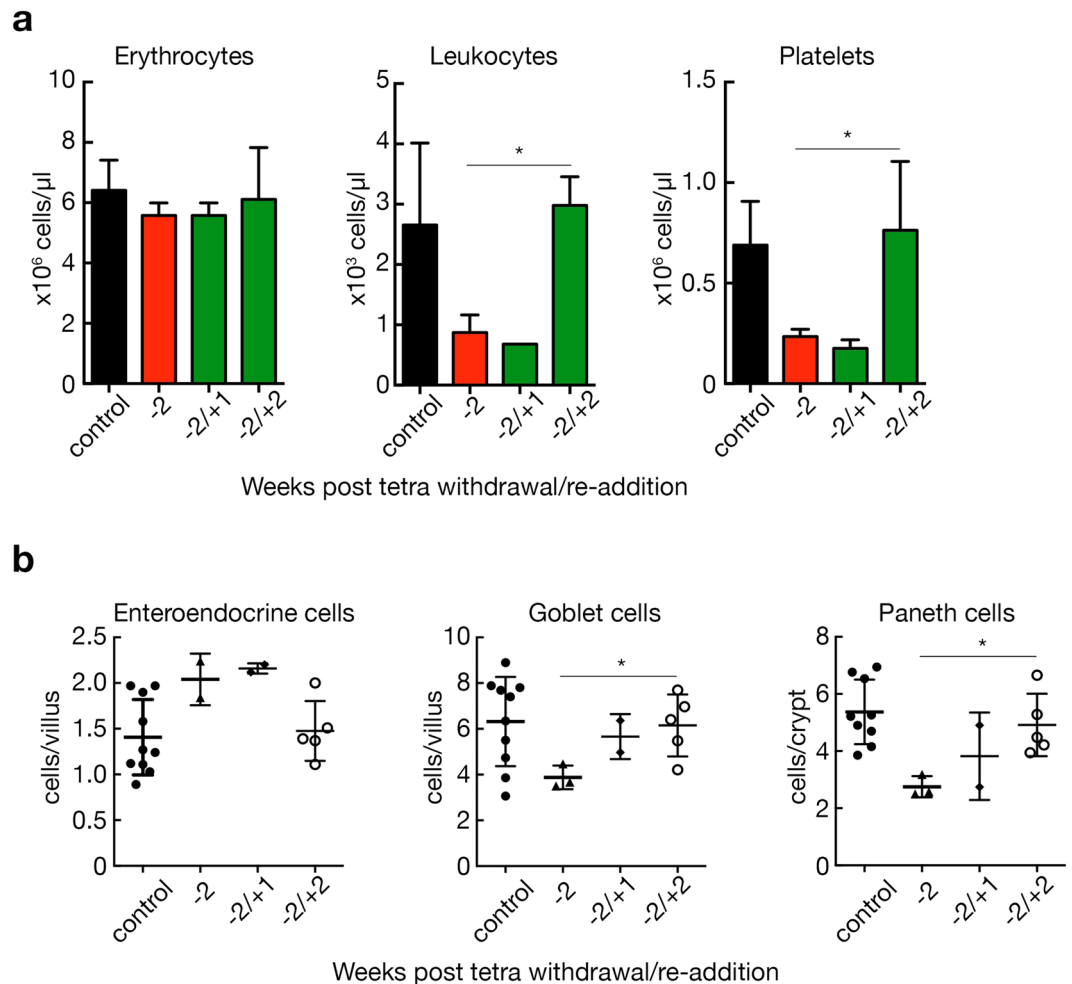 a
Erythrocytes
x10⁶ cells/µl
10
8
6
4
2
0
control
-2
-2/+1
-2/+2
Leukocytes
x10³ cells/µl
5
4
3
2
1
0
*
control
-2
-2/+1
-2/+2
Platelets
x10⁶ cells/µl
1.5
1.0
0.5
0
*
control
-2
-2/+1
-2/+2
Weeks post tetra withdrawal/re-addition
b
Enteroendocrine cells
cells/villus
2.5
2.0
1.5
1.0
0.5
0
control
-2
-2/+1
-2/+2
Goblet cells
cells/villus
10
8
6
4
2
0
*
control
-2
-2/+1
-2/+2
Paneth cells
cells/crypt
8
6
4
2
0
*
control
-2
-2/+1
-2/+2
Weeks post tetra withdrawal/re-addition